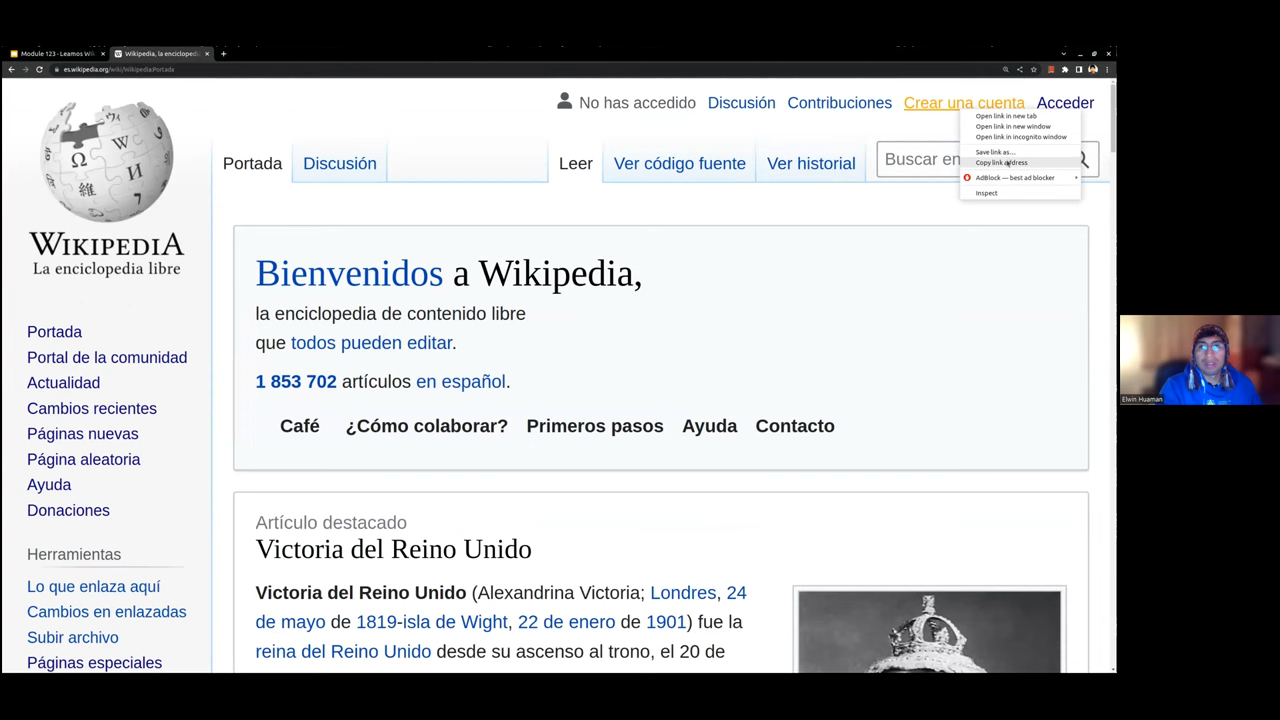 Module 123 - Leamos Wi
Wikipedia, la encicloped
es.wikipedia.org/wiki/Wikipedia:Portada
No has accedido Discusión Contribuciones Crear una cuenta Acceder
Open link in new tab
Open link in new window
Open link in incognito window
Save link as...
Copy link address
AdBlock — best ad blocker
Inspect
Portada Discusión Leer Ver código fuente Ver historial Buscar en
WIKIPEDIA
La enciclopedia libre
Portada
Portal de la comunidad
Actualidad
Cambios recientes
Páginas nuevas
Página aleatoria
Ayuda
Donaciones
Herramientas
Lo que enlaza aquí
Cambios en enlazadas
Subir archivo
Páginas especiales
Bienvenidos a Wikipedia,
la enciclopedia de contenido libre
que todos pueden editar.
1 853 702 artículos en español.
Café ¿Cómo colaborar? Primeros pasos Ayuda Contacto
Artículo destacado
Victoria del Reino Unido
Victoria del Reino Unido (Alexandrina Victoria; Londres, 24
de mayo de 1819-isla de Wight, 22 de enero de 1901) fue la
reina del Reino Unido desde su ascenso al trono, el 20 de
Elwin Huaman